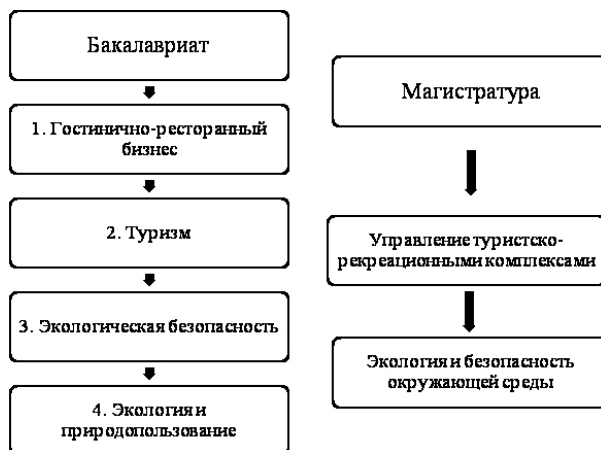 Бакалавриат
1. Гостинично-ресторанный
бизнес
2. Туризм
3. Экологическая безопасность
4. Экология и
природопользование
Магистратура
Управление туристско-
рекреационными комплексами
Экология и безопасность
окружающей среды